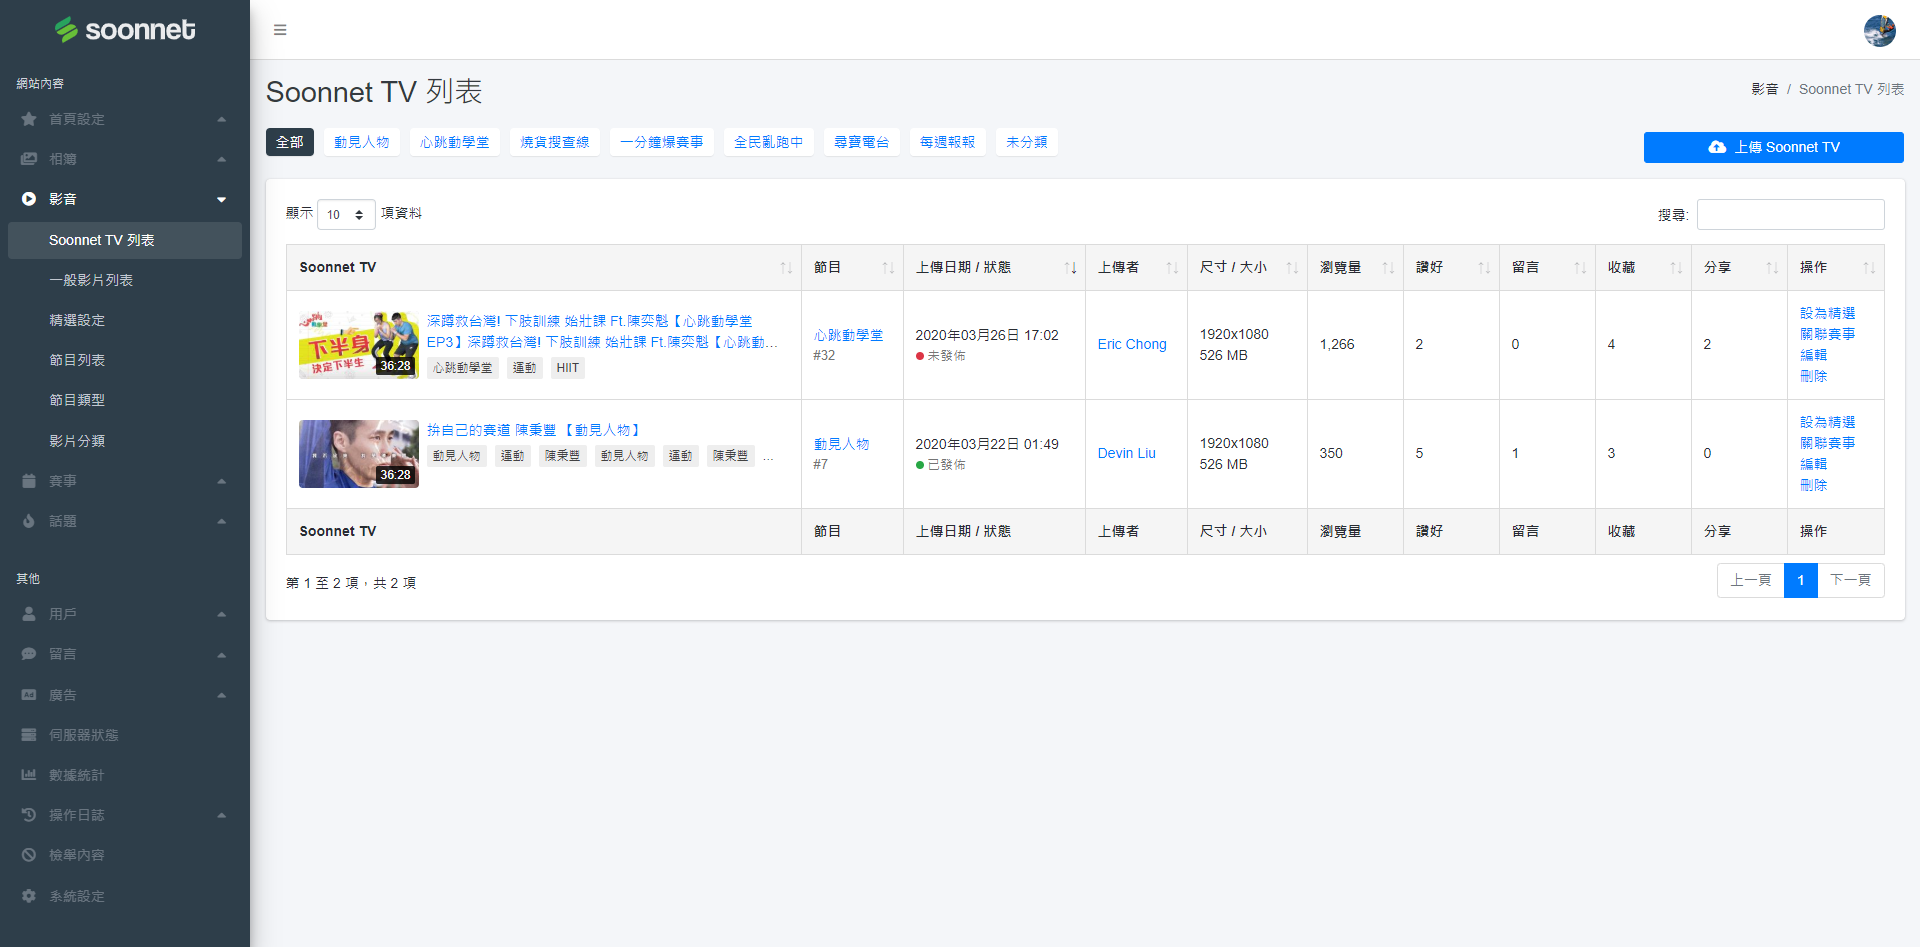 soonnet
網站內容
首頁設定
相簿
影音
Soonnet TV 列表
一般影片列表
精選設定
節目列表
節目類型
影片分類
賽事
話題
其他
用戶
留言
廣告
伺服器狀態
數據統計
操作日誌
檢舉內容
系統設定
Soonnet TV 列表
影音 / Soonnet TV 列表
全部 動見人物 心跳動學堂 燒貨搜查線 一分鐘爆賽事 全民亂跑中 尋寶電台 每週報報 未分類
上傳 Soonnet TV
顯示 10 項資料
搜尋:
Soonnet TV 節目 上傳日期 / 狀態 上傳者 尺寸 / 大小 瀏覽量 讚好 留言 收藏 分享 操作
下半身
決定下半生
36:28
深蹲救台灣! 下肢訓練 始壯課 Ft.陳奕魁【心跳動學堂
EP3】深蹲救台灣! 下肢訓練 始壯課 Ft.陳奕魁【心跳動...
心跳動學堂 運動 HIIT
心跳動學堂
#32
2020年03月26日 17:02
未發佈
Eric Chong
1920x1080
526 MB
1,266
2
0
4
2
設為精選
關聯賽事
編輯
刪除
36:28
拚自己的賽道 陳秉豐 【動見人物】
動見人物 運動 陳秉豐 動見人物 運動 陳秉豐 ...
動見人物
#7
2020年03月22日 01:49
已發佈
Devin Liu
1920x1080
526 MB
350
5
1
3
0
設為精選
關聯賽事
編輯
刪除
Soonnet TV 節目 上傳日期 / 狀態 上傳者 尺寸 / 大小 瀏覽量 讚好 留言 收藏 分享 操作
第 1 至 2 項，共 2 項
上一頁 1 下一頁